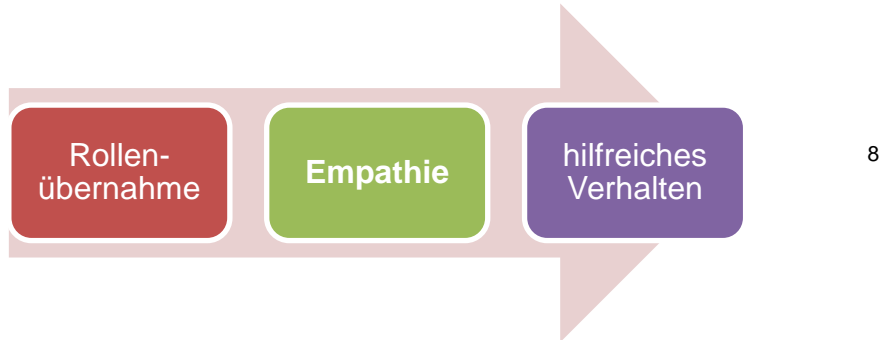 Rollen-
übernahme
Empathie
hilfreiches
Verhalten
8